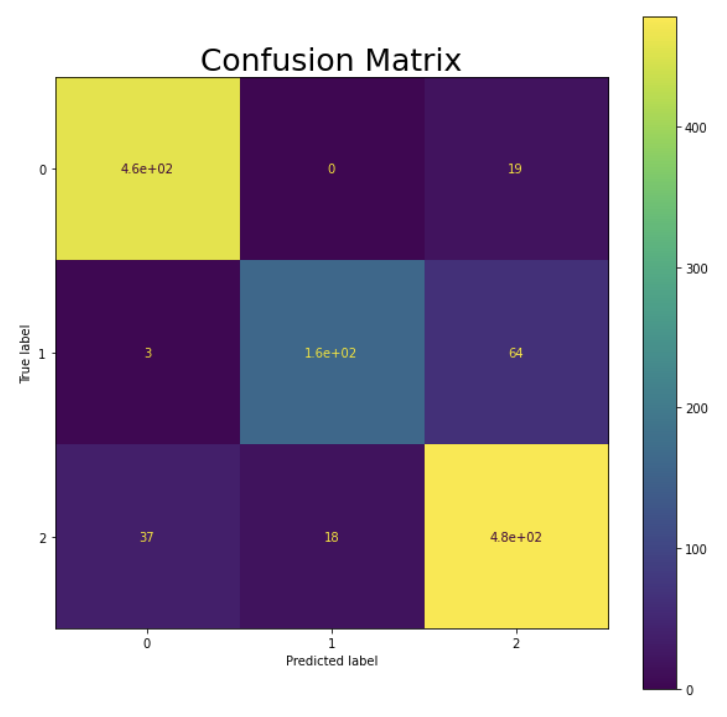 Confusion Matrix
0 4.6e+02 0 19
1 3 1.6e+02 64
2 37 18 4.8e+02
0 1 2
Predicted label
True label
400
300
200
100
0